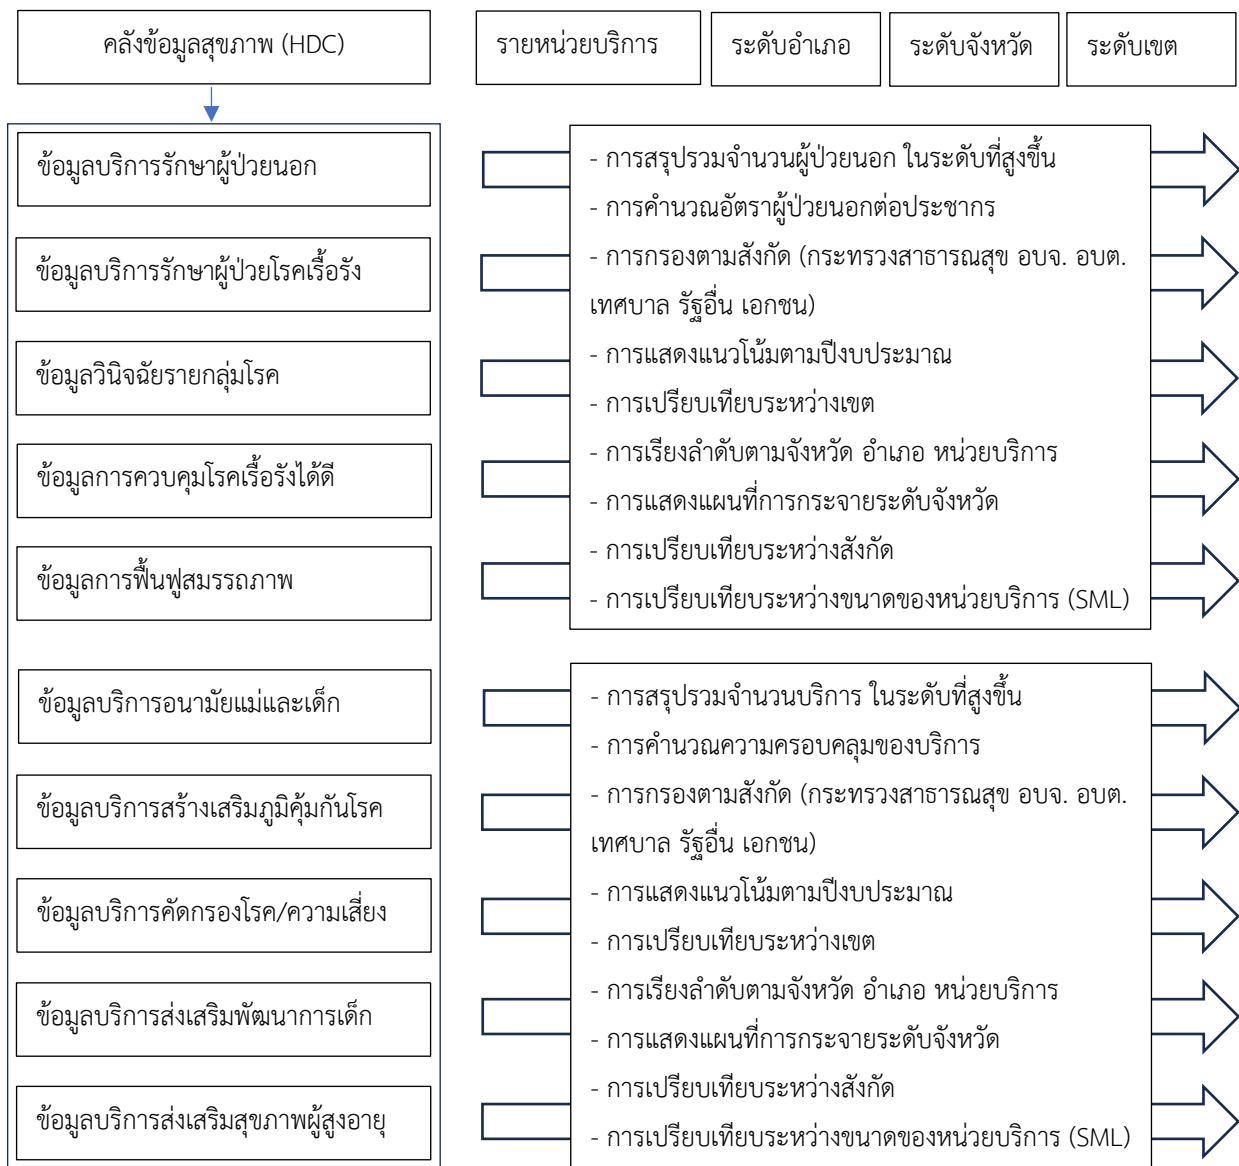 คลังข้อมูลสุขภาพ (HDC)
รายหน่วยบริการ
ระดับอำเภอ
ระดับจังหวัด
ระดับเขต
ข้อมูลบริการรักษาผู้ป่วยนอก
ข้อมูลบริการรักษาผู้ป่วยโรคเรื้อรัง
ข้อมูลวินิจฉัยรายกลุ่มโรค
ข้อมูลการควบคุมโรคเรื้อรังได้ดี
ข้อมูลการฟื้นฟูสมรรถภาพ
- การสรุปรวมจำนวนผู้ป่วยนอก ในระดับที่สูงขึ้น
- การคำนวณอัตราผู้ป่วยนอกต่อประชากร
- การกรองตามสังกัด (กระทรวงสาธารณสุข อบจ. อบต.
เทศบาล รัฐอื่น เอกชน)
- การแสดงแนวโน้มตามปีงบประมาณ
- การเปรียบเทียบระหว่างเขต
- การเรียงลำดับตามจังหวัด อำเภอ หน่วยบริการ
- การแสดงแผนที่การกระจายระดับจังหวัด
- การเปรียบเทียบระหว่างสังกัด
- การเปรียบเทียบระหว่างขนาดของหน่วยบริการ (SML)
ข้อมูลบริการอนามัยแม่และเด็ก
ข้อมูลบริการสร้างเสริมภูมิคุ้มกันโรค
ข้อมูลบริการคัดกรองโรค/ความเสี่ยง
ข้อมูลบริการส่งเสริมพัฒนาการเด็ก
ข้อมูลบริการส่งเสริมสุขภาพผู้สูงอายุ
- การสรุปรวมจำนวนบริการ ในระดับที่สูงขึ้น
- การคำนวณความครอบคลุมของบริการ
- การกรองตามสังกัด (กระทรวงสาธารณสุข อบจ. อบต.
เทศบาล รัฐอื่น เอกชน)
- การแสดงแนวโน้มตามปีงบประมาณ
- การเปรียบเทียบระหว่างเขต
- การเรียงลำดับตามจังหวัด อำเภอ หน่วยบริการ
- การแสดงแผนที่การกระจายระดับจังหวัด
- การเปรียบเทียบระหว่างสังกัด
- การเปรียบเทียบระหว่างขนาดของหน่วยบริการ (SML)